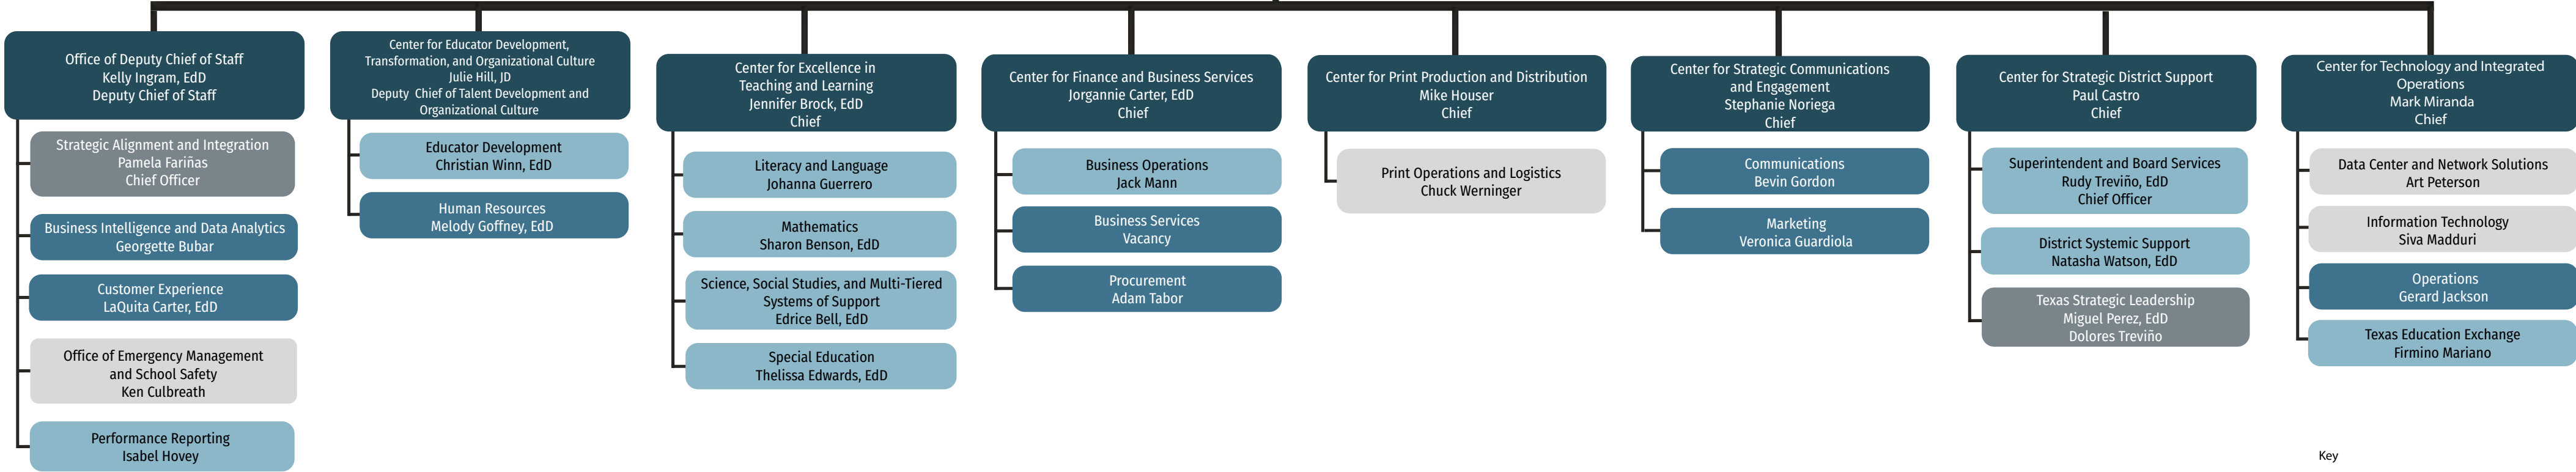 Office of Deputy Chief of Staff
Kelly Ingram, EdD
Deputy Chief of Staff
Strategic Alignment and Integration
Pamela Fariñas
Chief Officer
Business Intelligence and Data Analytics
Georgette Bubar
Customer Experience
LaQuita Carter, EdD
Office of Emergency Management
and School Safety
Ken Culbreath
Performance Reporting
Isabel Hovey
Center for Educator Development,
Transformation, and Organizational Culture
Julie Hill, JD
Deputy Chief of Talent Development and
Organizational Culture
Educator Development
Christian Winn, EdD
Human Resources
Melody Goffney, EdD
Center for Excellence in
Teaching and Learning
Jennifer Brock, EdD
Chief
Literacy and Language
Johanna Guerrero
Mathematics
Sharon Benson, EdD
Science, Social Studies, and Multi-Tiered
Systems of Support
Edrice Bell, EdD
Special Education
Thelissa Edwards, EdD
Center for Finance and Business Services
Jorgannie Carter, EdD
Chief
Business Operations
Jack Mann
Business Services
Vacancy
Procurement
Adam Tabor
Center for Print Production and Distribution
Mike Houser
Chief
Print Operations and Logistics
Chuck Werninger
Center for Strategic Communications
and Engagement
Stephanie Noriega
Chief
Communications
Bevin Gordon
Marketing
Veronica Guardiola
Center for Strategic District Support
Paul Castro
Chief
Superintendent and Board Services
Rudy Treviño, EdD
Chief Officer
District Systemic Support
Natasha Watson, EdD
Texas Strategic Leadership
Miguel Perez, EdD
Dolores Treviño
Center for Technology and Integrated
Operations
Mark Miranda
Chief
Data Center and Network Solutions
Art Peterson
Information Technology
Siva Madduri
Operations
Gerard Jackson
Texas Education Exchange
Firmino Mariano
Key